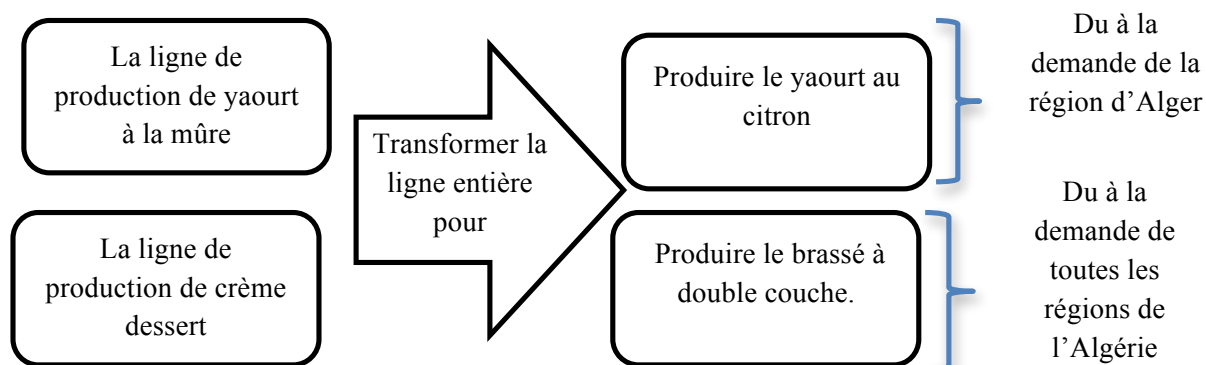 La ligne de
production de yaourt
à la mûre
La ligne de
production de crème
dessert
Transformer la
ligne entière
pour
Produire le yaourt au
citron
Produire le brassé à
double couche.
Du à la
demande de la
région d’Alger
Du à la
demande de
toutes les
régions de
l’Algérie